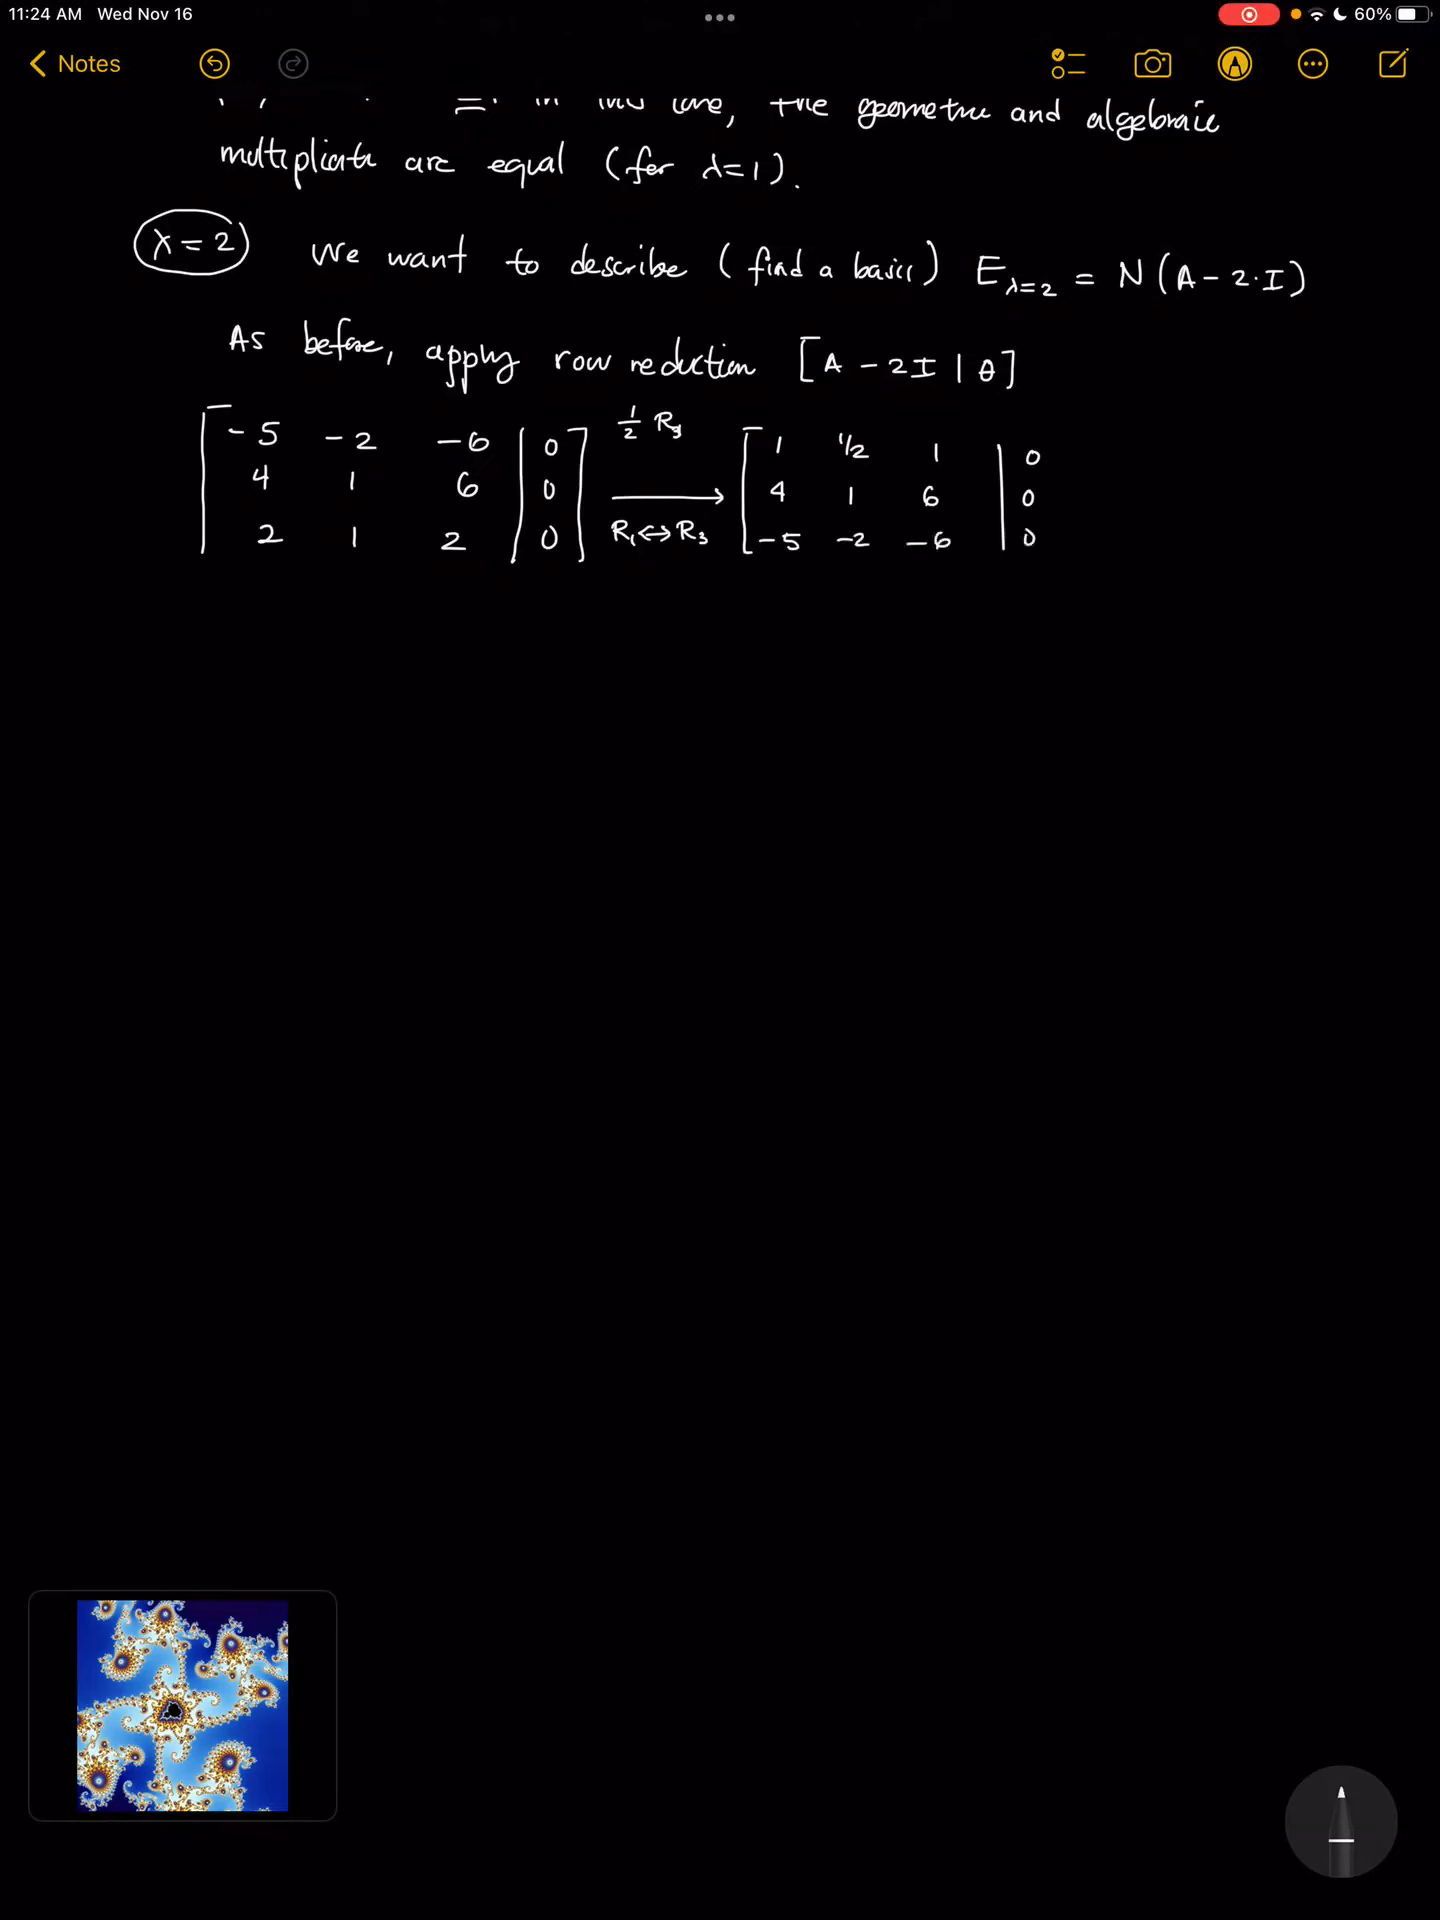 11:24 AM Wed Nov 16
60%
Notes
the geometric and algebraic
multiplicite are equal (for λ=1).
λ=2 We want to describe (find a basis) E_{λ=2} = N(A-2·I)
As before, apply row reduction [A - 2I | θ]
-5 -2 -6 | 0 1/2 R₃ 1 1/2 1 | 0
4 1 6 | 0 → 4 1 6 | 0
2 1 2 | 0 R₁↔R₃ -5 -2 -6 | 0